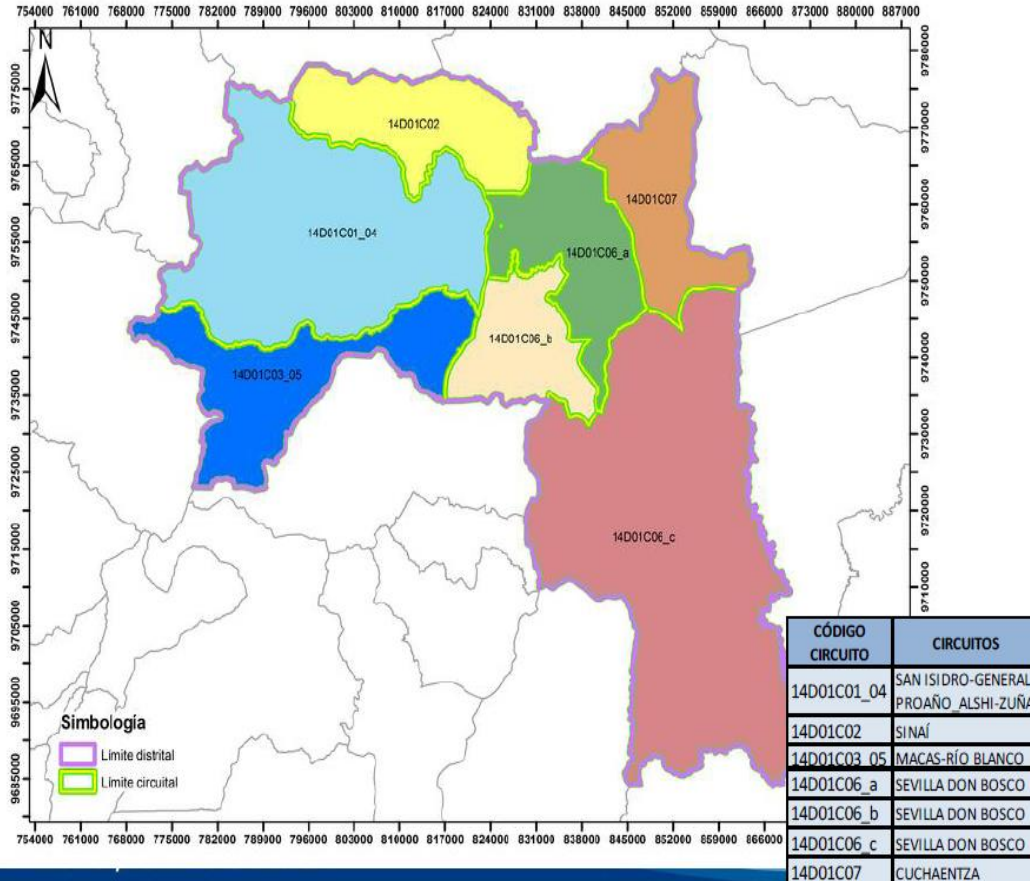 754000 761000 768000 775000 782000 789000 796000 803000 810000 817000 824000 831000 838000 845000 852000 859000 866000 873000 880000 887000
N
9775000
9765000
9755000
9745000
9735000
9725000
9715000
9705000
9695000
9685000
9780000
9770000
9760000
9750000
9740000
9730000
9720000
9710000
14D01C02
14D01C07
14D01C01_04
14D01C06_a
14D01C06_b
14D01C03_05
14D01C06_c
Simbología
Límite distrital
Límite circuital
754000 761000 768000 775000 782000 789000 796000 803000 810000 817000 824000 831000 838000 845000 852000 859000 866000
CÓDIGO
CIRCUITO
CIRCUITOS
14D01C01_04
SAN ISIDRO-GENERAL
PROAÑO_ALSHI-ZUÑA
14D01C02 SINAÍ
14D01C03_05 MACAS-RÍO BLANCO
14D01C06_a SEVILLA DON BOSCO
14D01C06_b SEVILLA DON BOSCO
14D01C06_c SEVILLA DON BOSCO
14D01C07 CUCHAENTZA